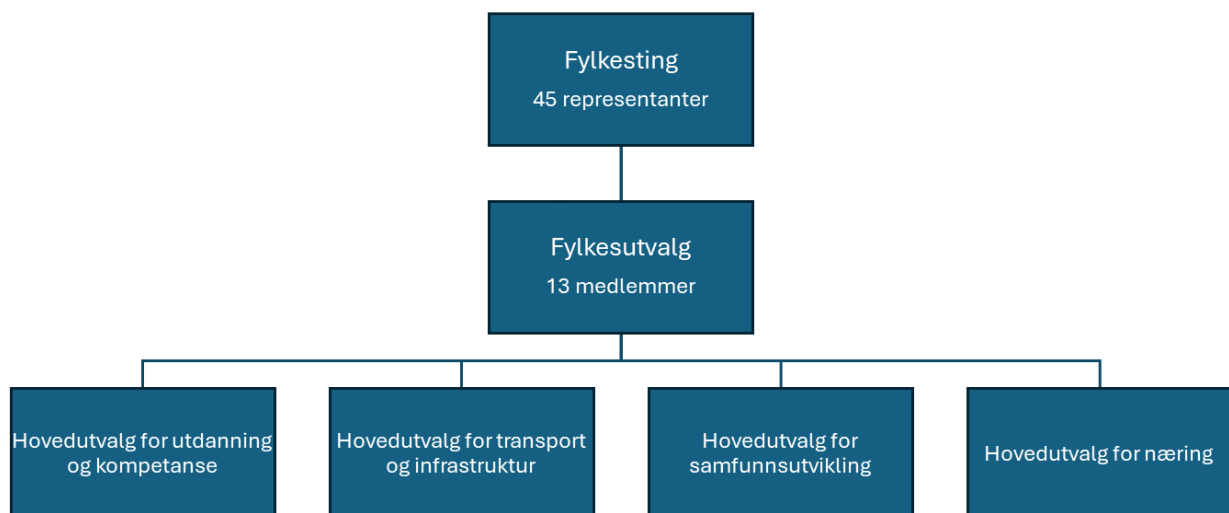 Fylkesting
45 representanter
Fylkesutvalg
13 medlemmer
Hovedutvalg for utdanning
og kompetanse
Hovedutvalg for transport
og infrastruktur
Hovedutvalg for
samfunnsutvikling
Hovedutvalg for næring